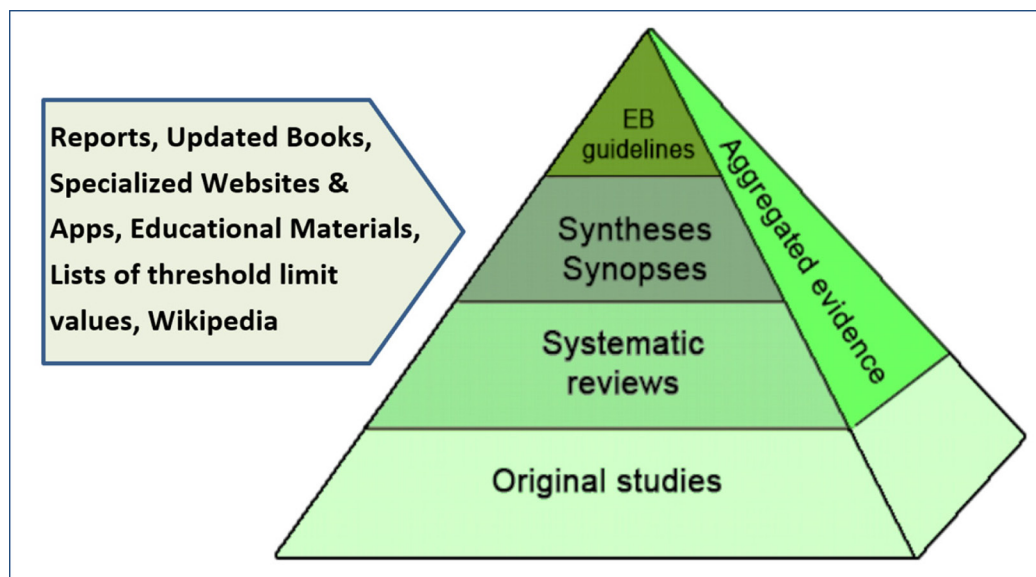 Reports, Updated Books,
Specialized Websites &
Apps, Educational Materials,
Lists of threshold limit
values, Wikipedia
EB
guidelines
Syntheses
Synopses
Systematic
reviews
Original studies
Aggregated evidence